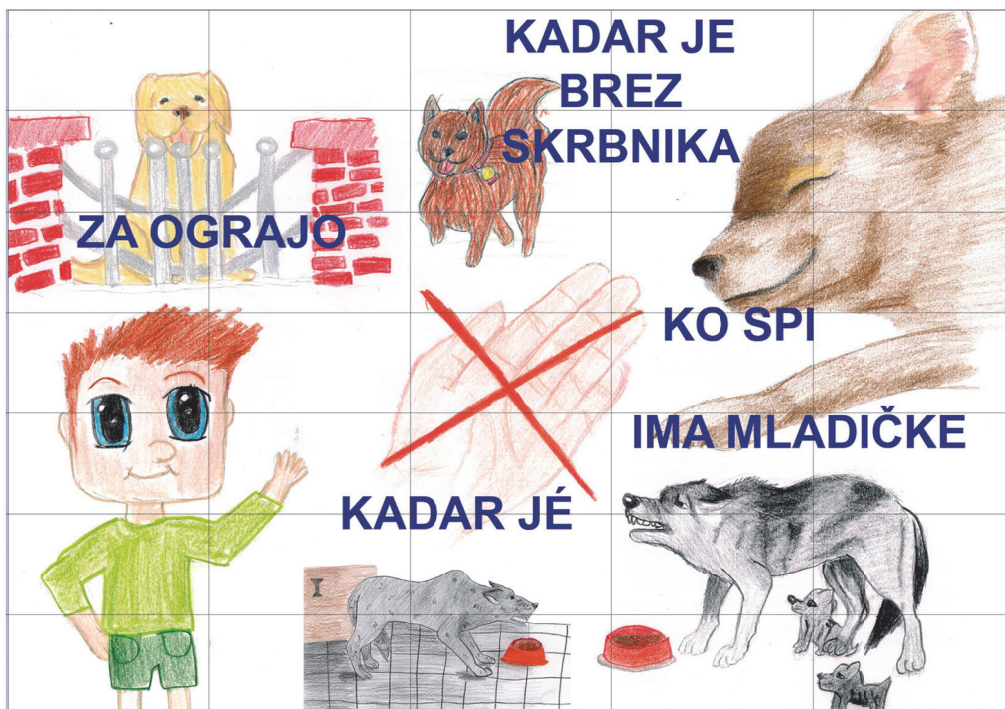 KADAR JE
BREZ
SKRBNIKA
ZA OGRAJO
KO SPI
IMA MLADIČKE
KADAR JÉ